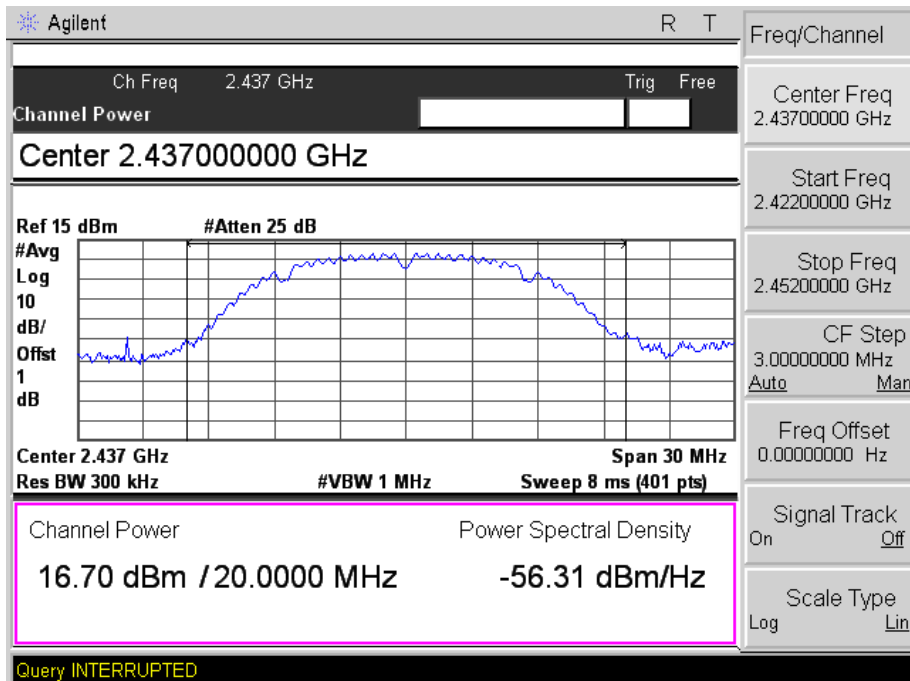 Agilent R T
Freq/Channel
Ch Freq 2.437 GHz Trig Free
Channel Power
Center 2.437000000 GHz
Ref 15 dBm #Atten 25 dB
#Avg
Log
10
dB/
Offst
1
dB
Center 2.437 GHz Span 30 MHz
Res BW 300 kHz #VBW 1 MHz Sweep 8 ms (401 pts)
Channel Power Power Spectral Density
16.70 dBm / 20.0000 MHz -56.31 dBm/Hz
Center Freq
2.43700000 GHz
Start Freq
2.42200000 GHz
Stop Freq
2.45200000 GHz
CF Step
3.00000000 MHz
Auto Man
Freq Offset
0.00000000 Hz
Signal Track
On Off
Scale Type
Log Lin
Query INTERRUPTED